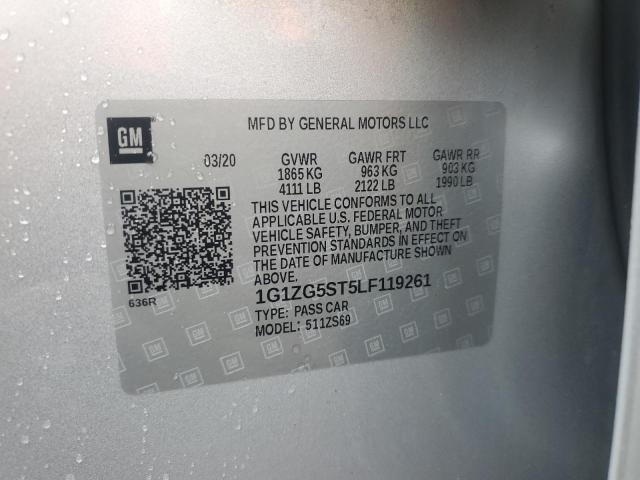 GM
MFD BY GENERAL MOTORS LLC
03/20 GVWR GAWR FRT GAWR RR
1865 KG 963 KG 903 KG
4111 LB 2122 LB 1990 LB
THIS VEHICLE CONFORMS TO ALL
APPLICABLE U.S. FEDERAL MOTOR
VEHICLE SAFETY, BUMPER, AND THEFT
PREVENTION STANDARDS IN EFFECT ON
THE DATE OF MANUFACTURE SHOWN
ABOVE.
636R
1G1ZG5ST5LF119261
TYPE: PASS CAR
MODEL: 511ZS69